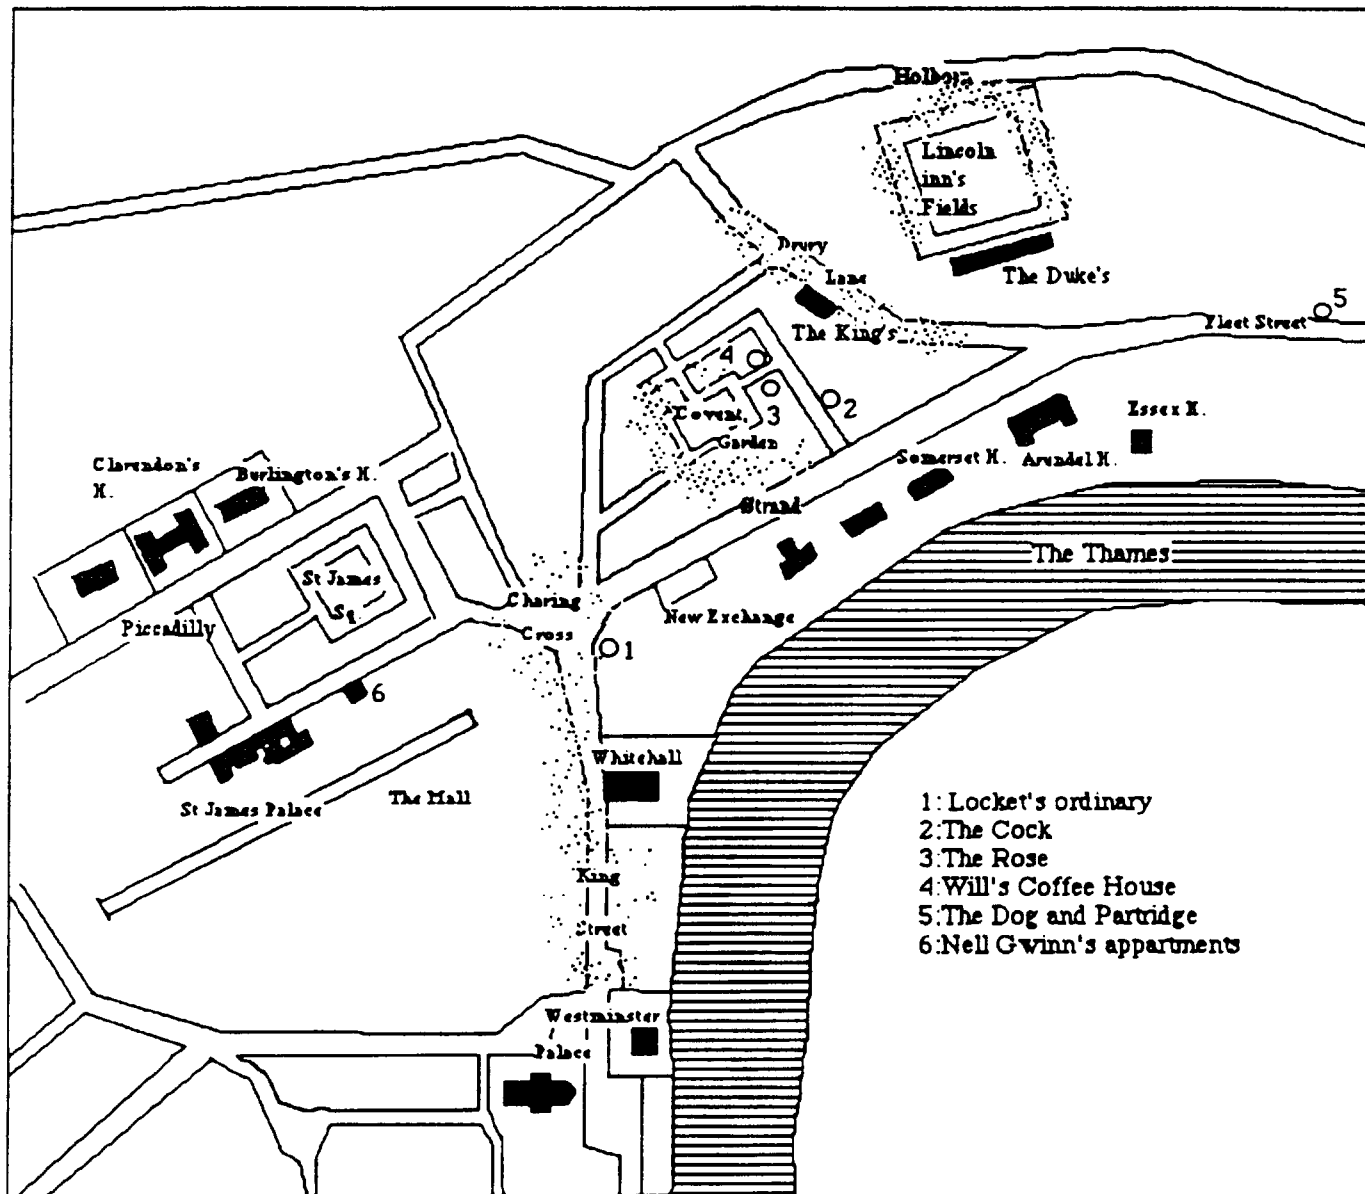 Holborn
Lincoln
inn's
Fields
Drury
Lane
The Duke's
The King's
5
Fleet Street
4
3
2
Covent
Garden
Essex H.
Somerset H.
Arundel H.
Clarendon's
H.
Burlington's H.
Strand
The Thames
St James
Sq.
Charing
Cross
New Exchange
Piccadilly
1
6
Whitehall
The Mall
St James Palace
1: Locket's ordinary
2:The Cock
3:The Rose
4:Will's Coffee House
5:The Dog and Partridge
6:Nell Gwinn's appartments
King
Street
Westminster
Palace